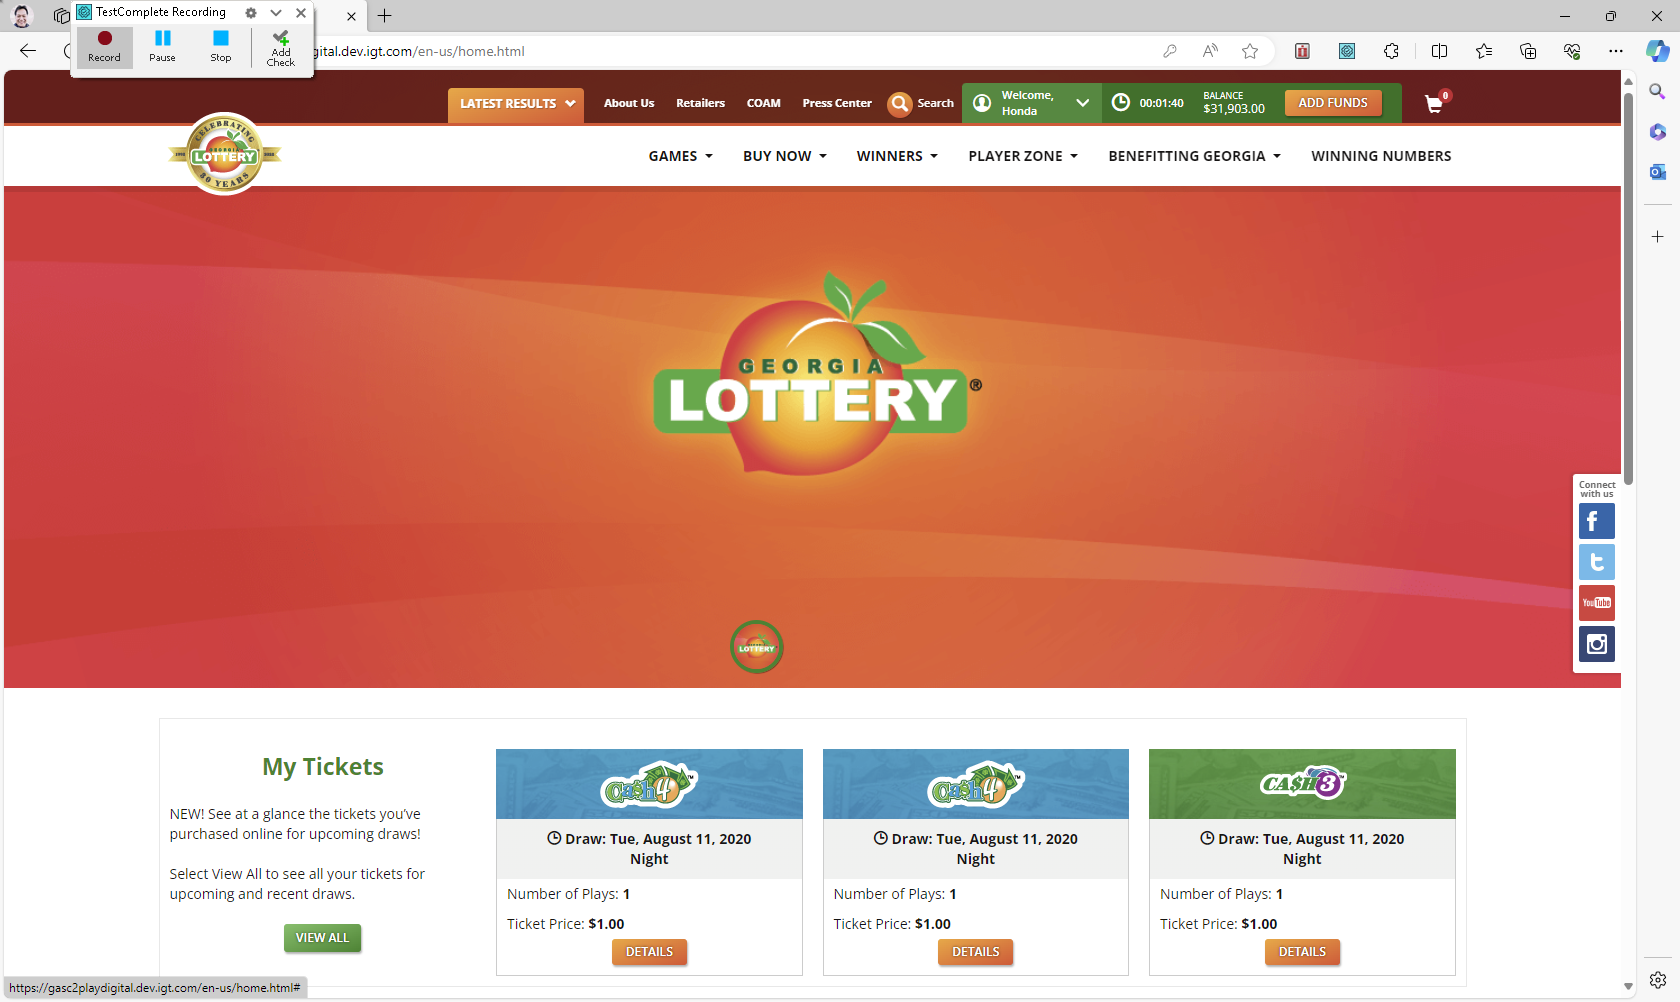 TestComplete Recording
Record
Pause
Stop
Add
Check
gital.dev.igt.com/en-us/home.html
LATEST RESULTS
About Us
Retailers
COAM
Press Center
Search
Welcome,
Honda
00:01:40
BALANCE
$31,903.00
ADD FUNDS
0
CELEBRATING
GEORGIA
LOTTERY
30 YEARS
GAMES
BUY NOW
WINNERS
PLAYER ZONE
BENEFITTING GEORGIA
WINNING NUMBERS
GEORGIA
LOTTERY®
Connect
with us
YouTube
LOTTERY
My Tickets
NEW! See at a glance the tickets you’ve
purchased online for upcoming draws!
Select View All to see all your tickets for
upcoming and recent draws.
VIEW ALL
Ca$h4™
Draw: Tue, August 11, 2020
Night
Number of Plays: 1
Ticket Price: $1.00
DETAILS
Ca$h4™
Draw: Tue, August 11, 2020
Night
Number of Plays: 1
Ticket Price: $1.00
DETAILS
CA$H3™
Draw: Tue, August 11, 2020
Night
Number of Plays: 1
Ticket Price: $1.00
DETAILS
https://gasc2playdigital.dev.igt.com/en-us/home.html#